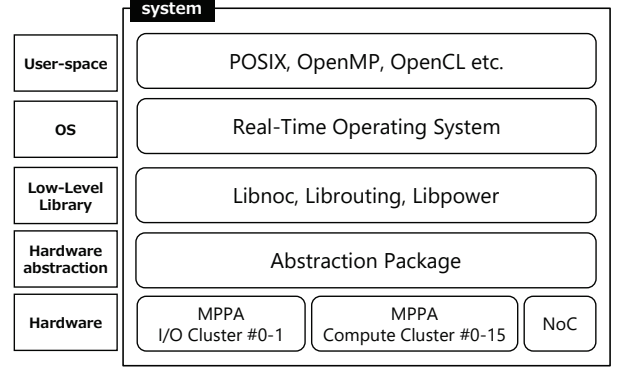 system
User-space
POSIX, OpenMP, OpenCL etc.
OS
Real-Time Operating System
Low-Level
Library
Libnoc, Librouting, Libpower
Hardware
abstraction
Abstraction Package
Hardware
MPPA
I/O Cluster #0-1
MPPA
Compute Cluster #0-15
NoC